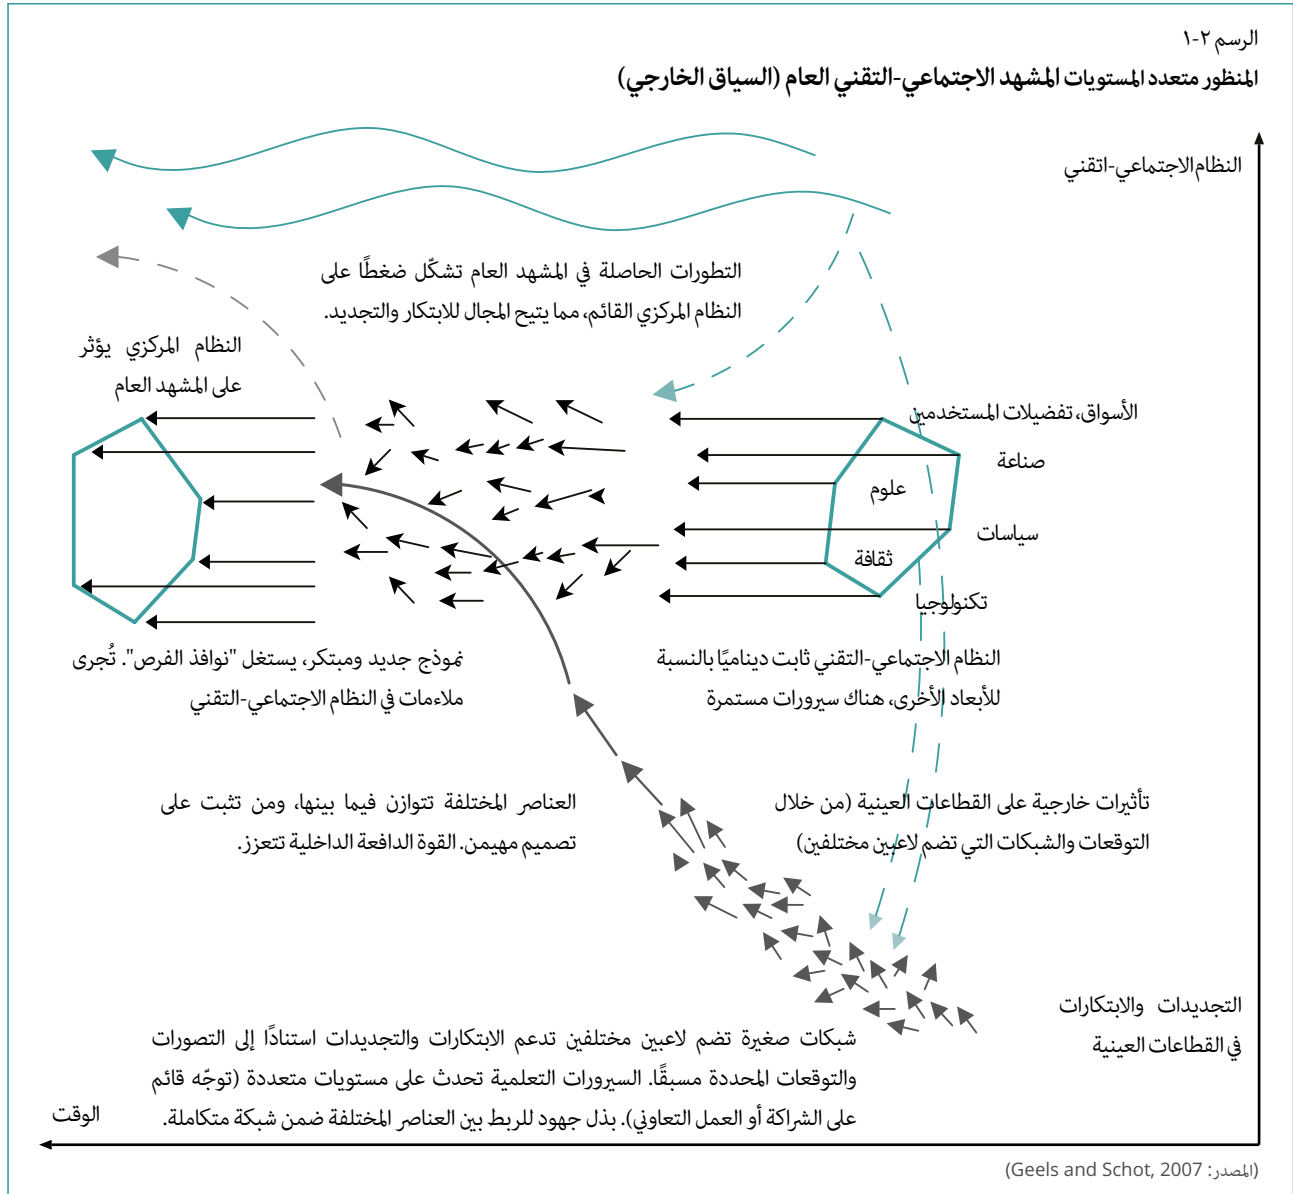 الرسم ٢-١
المنظور متعدد المستويات المشهد الاجتماعي-التقني العام (السياق الخارجي)
النظام الاجتماعي-اتقني
التطورات الحاصلة في المشهد العام تشكّل ضغطًا على
النظام المركزي القائم، مما يتيح المجال للابتكار والتجديد.
النظام المركزي يؤثر
على المشهد العام
الأسواق، تفضيلات المستخدمين
صناعة
علوم
سياسات
ثقافة
تكنولوجيا
النظام الاجتماعي-التقني ثابت ديناميًا بالنسبة
للأبعاد الأخرى، هناك سيرورات مستمرة
نموذج جديد ومبتكر، يستغل "نوافذ الفرص". تُجرى
ملاءمات في النظام الاجتماعي-التقني
تأثيرات خارجية على القطاعات العينية (من خلال
التوقعات والشبكات التي تضم لاعبين مختلفين)
العناصر المختلفة تتوازن فيما بينها، ومن تثبت على
تصميم مهيمن. القوة الدافعة الداخلية تتعزز.
التجديدات والابتكارات
في القطاعات العينية
شبكات صغيرة تضم لاعبين مختلفين تدعم الابتكارات والتجديدات استنادًا إلى التصورات
والتوقعات المحددة مسبقًا. السيرورات التعلمية تحدث على مستويات متعددة (توجّه قائم
على الشراكة أو العمل التعاوني). بذل جهود للربط بين العناصر المختلفة ضمن شبكة متكاملة.
الوقت
(المصدر: Geels and Schot, 2007)